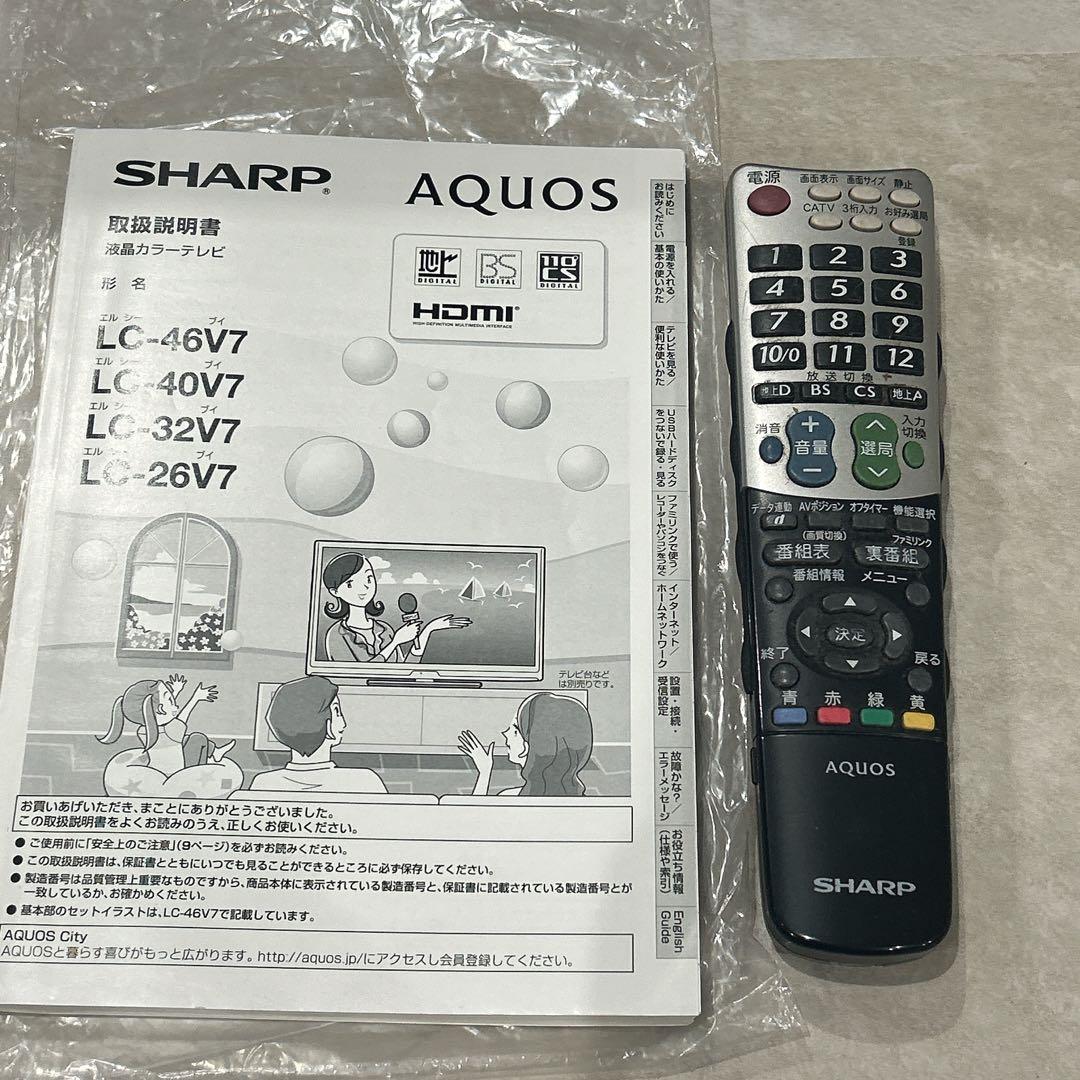 SHARP®
AQUOS
取扱説明書
液晶カラーテレビ
形名
地上 DIGITAL
BS DIGITAL
110°CS DIGITAL
HDMI
HIGH-DEFINITION MULTIMEDIA INTERFACE
エル シー ブイ
LC-46V7
エル シー ブイ
LC-40V7
エル シー ブイ
LC-32V7
エル シー ブイ
LC-26V7
テレビ台など
は別売りです。
お買いあげいただき、まことにありがとうございました。
この取扱説明書をよくお読みのうえ、正しくお使いください。
● ご使用前に「安全上のご注意」(9ページ)を必ずお読みください。
● この取扱説明書は、保証書とともにいつでも見ることができるところに必ず保存してください。
● 製造番号は品質管理上重要なものですから、商品本体に表示されている製造番号と、保証書に記載されている製造番号とが
一致しているか、お確かめください。
● 基本部のセットイラストは、LC-46V7で記載しています。
AQUOS City
AQUOSと暮らす喜びがもっと広がります。http://aquos.jp/にアクセスし会員登録してください。
はじめに
お読みください
電源を入れる/
基本の使いかた
テレビを見る/
便利な使いかた
USBハードディスク
をつないで録る・見る
ファミリンクで使う/
レコーダーやパソコンをつなぐ
インターネット/
ホームネットワーク
設置・接続・
受信設定
故障かな?/
エラーメッセージ
お役立ち情報
(仕様や索引)
English
Guide
電源
画面表示 画面サイズ 静止
CATV 3桁入力 お好み選局
登録
1 2 3
4 5 6
7 8 9
10/0 11 12
放送切換
地上D BS CS 地上A
消音
+
音量
−
選局
入力
切換
データ連動 AVポジション オフタイマー 機能選択
d
(画質切換)
ファミリンク
番組表 裏番組
番組情報 メニュー
決定
終了 戻る
青 赤 緑 黄
AQUOS
SHARP